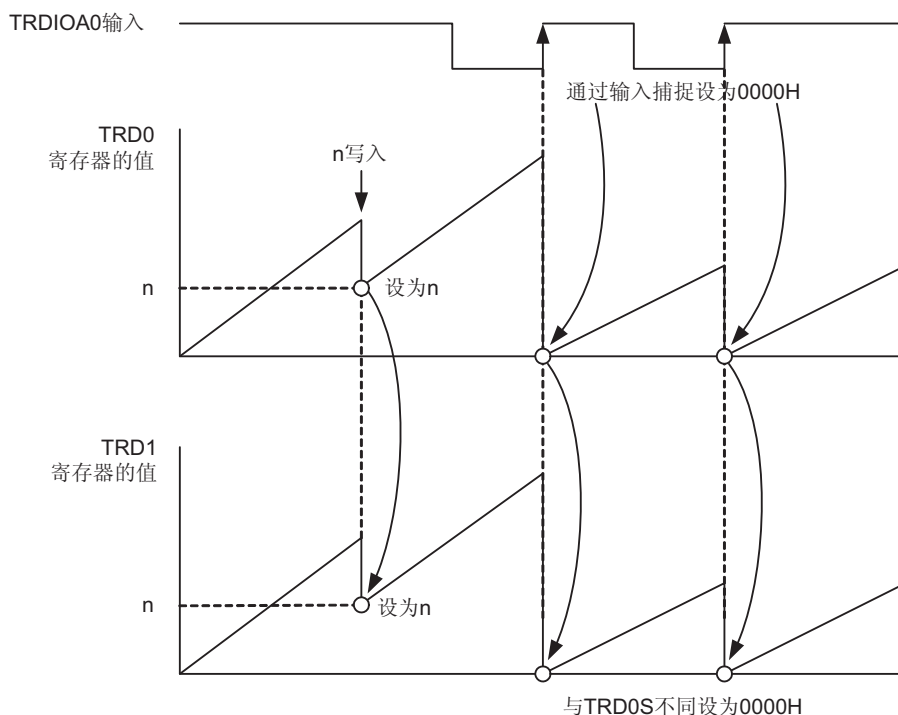 TRDIOA0输入
通过输入捕捉设为0000H
TRD0
寄存器的值
n写入
n
设为n
TRD1
寄存器的值
n
设为n
与TRD0S不同设为0000H